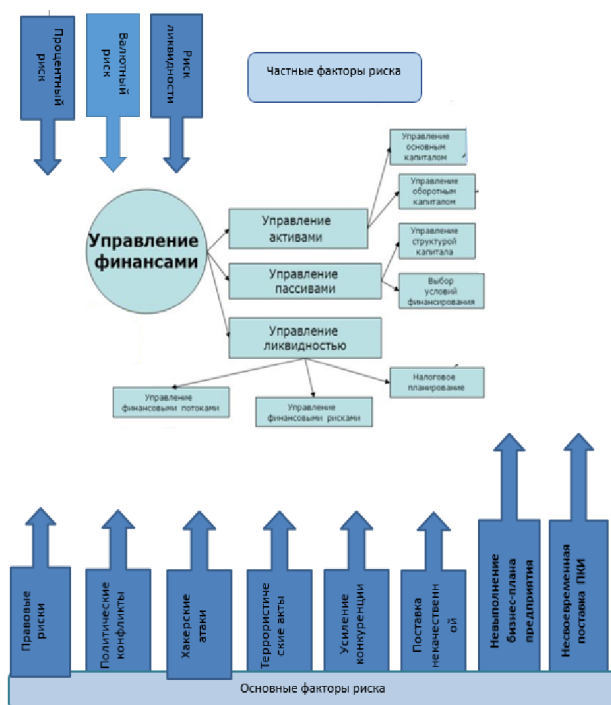 Процентный
риск
Валютный
риск
Риск
ликвидности
Частные факторы риска
Управление
финансами
Управление
активами
Управление
пассивами
Управление
ликвидностью
Управление
основным
капиталом
Управление
оборотным
капиталом
Управление
структурой
капитала
Выбор
условий
финансирования
Налоговое
планирование
Управление
финансовыми потоками
Управление
финансовыми рисками
Правовые
риски
Политические
конфликты
Хакерские
атаки
Террористиче
ские акты
Усиление
конкуренции
Поставка
некачественн
ой
Невыполнение
бизнес-плана
предприятия
Несвоевременная
поставка ПКИ
Основные факторы риска